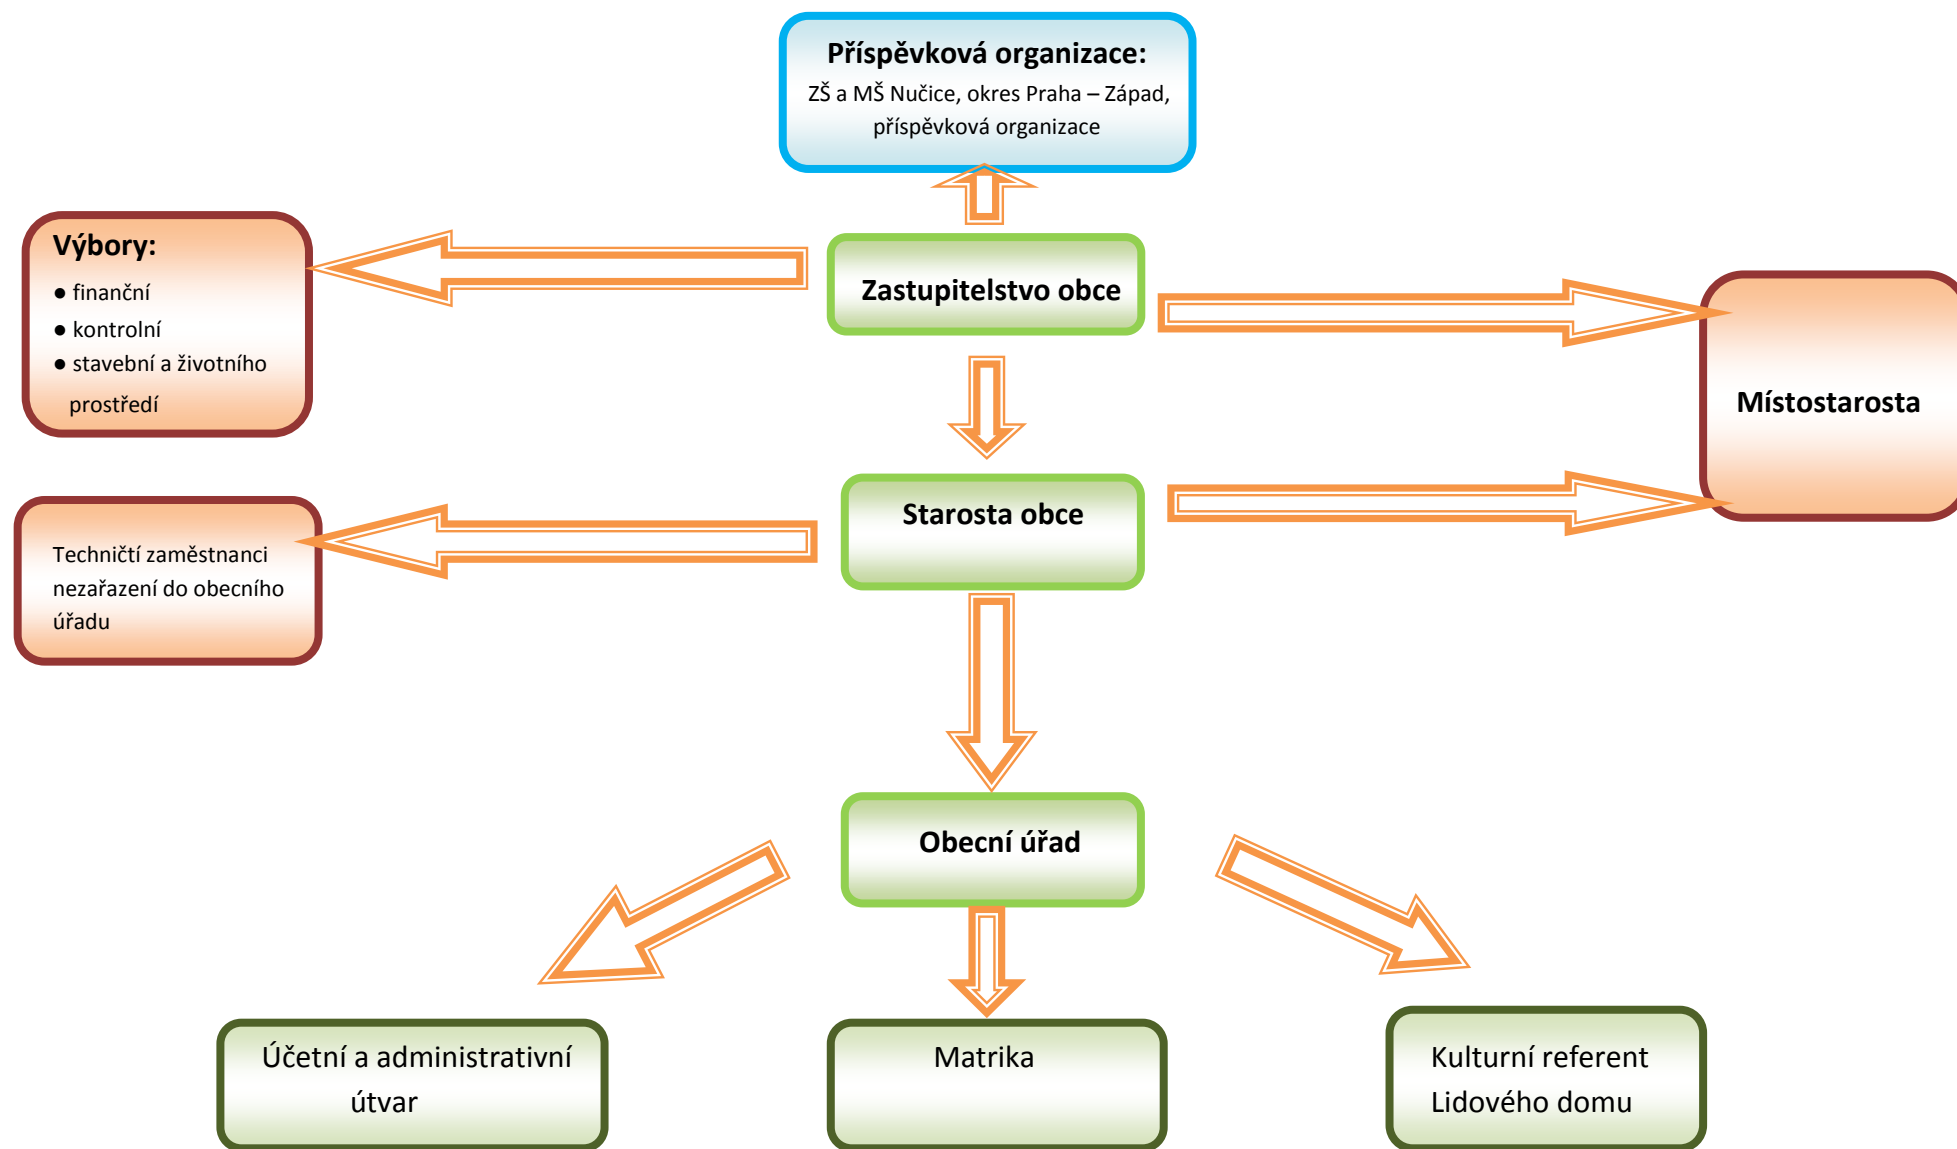 Příspěvková organizace:
ZŠ a MŠ Nučice, okres Praha – Západ,
příspěvková organizace
Výbory:
● finanční
● kontrolní
● stavební a životního
prostředí
Zastupitelstvo obce
Místostarosta
Starosta obce
Techničtí zaměstnanci
nezařazení do obecního
úřadu
Obecní úřad
Účetní a administrativní
útvar
Matrika
Kulturní referent
Lidového domu